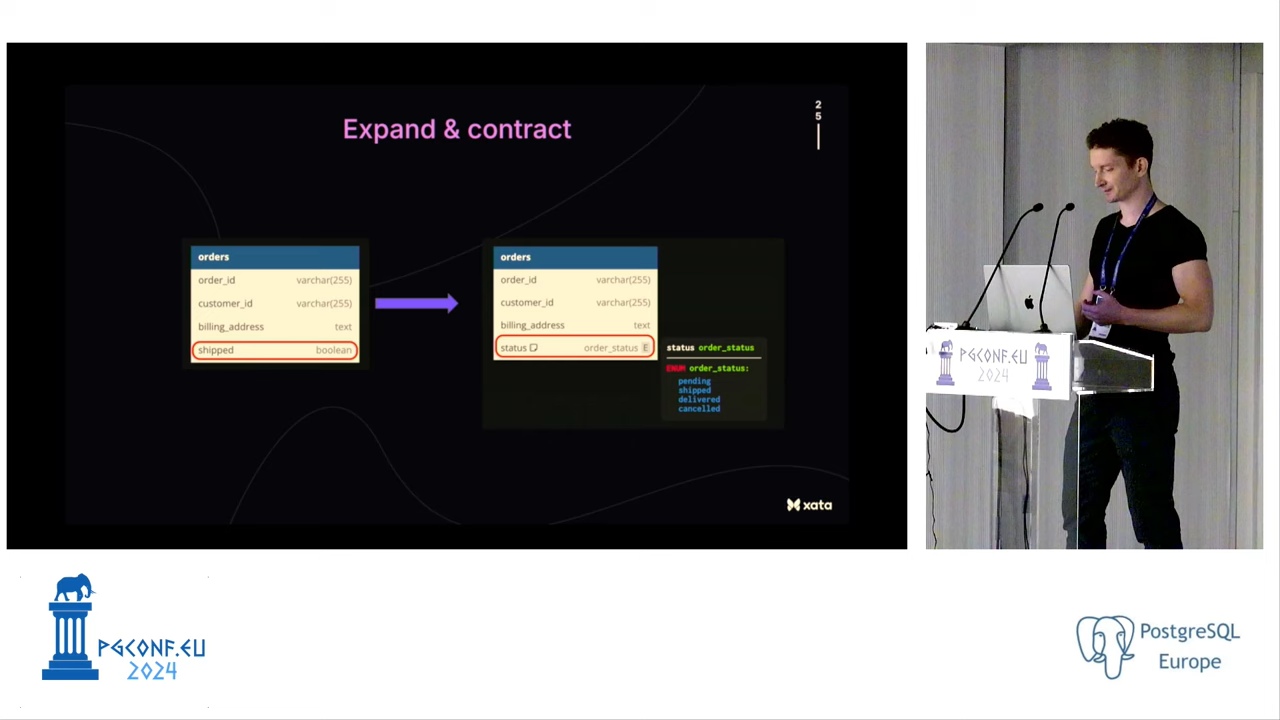 Expand & contract
2
5
orders
order_id varchar(255)
customer_id varchar(255)
billing_address text
shipped boolean
orders
order_id varchar(255)
customer_id varchar(255)
billing_address text
status order_status E
status order_status
ENUM order_status:
pending
shipped
delivered
cancelled
xata
PGCONF.EU
2024
PGCONF.EU
2024
PostgreSQL
Europe